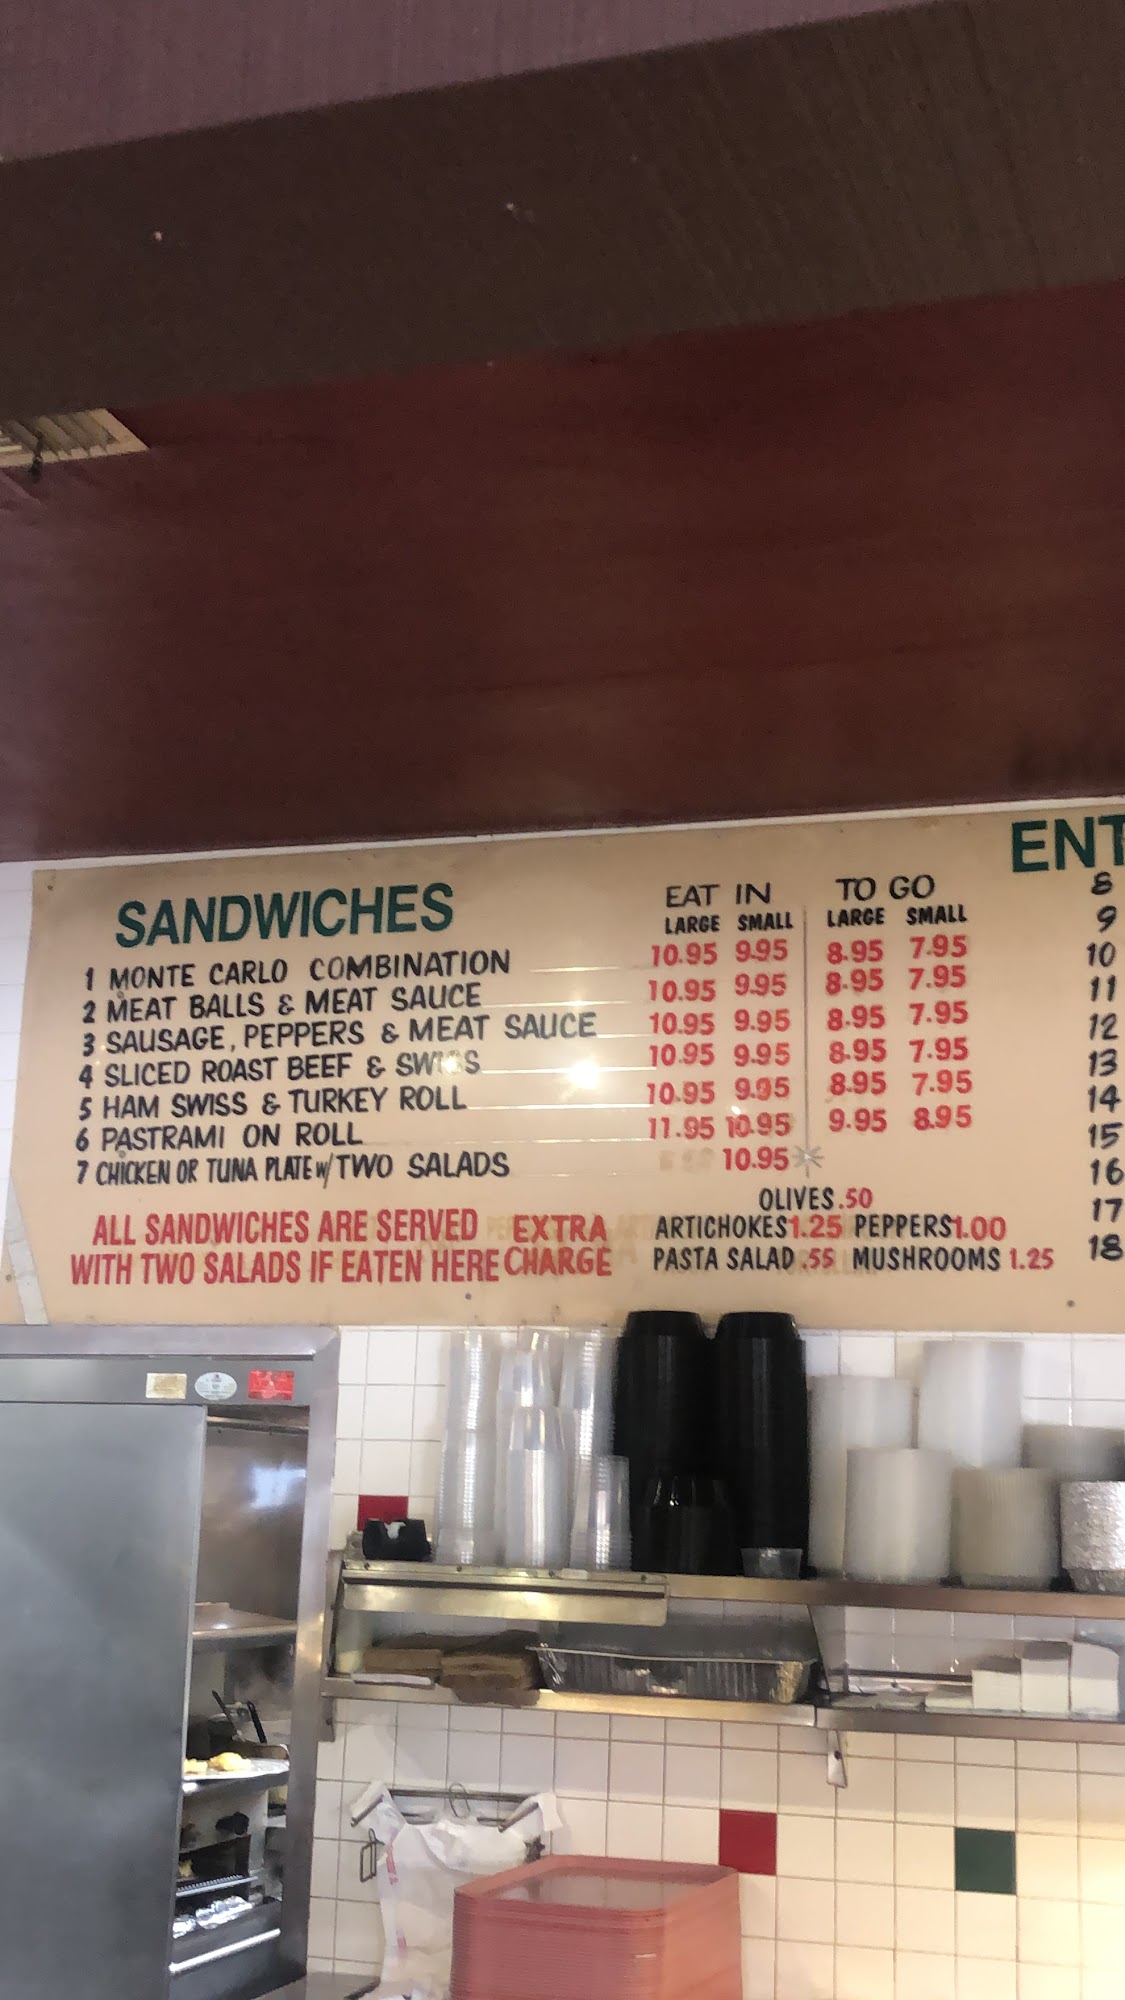 SANDWICHES EAT IN TO GO ENT
LARGE SMALL LARGE SMALL
1 MONTE CARLO COMBINATION 10.95 9.95 8.95 7.95
2 MEAT BALLS & MEAT SAUCE 10.95 9.95 8.95 7.95
3 SAUSAGE, PEPPERS & MEAT SAUCE 10.95 9.95 8.95 7.95
4 SLICED ROAST BEEF & SWISS 10.95 9.95 8.95 7.95
5 HAM SWISS & TURKEY ROLL 10.95 9.95 8.95 7.95
6 PASTRAMI ON ROLL 11.95 10.95 9.95 8.95
7 CHICKEN OR TUNA PLATE w/ TWO SALADS 10.95*
ALL SANDWICHES ARE SERVED
WITH TWO SALADS IF EATEN HERE
EXTRA
CHARGE
OLIVES .50
ARTICHOKES 1.25 PEPPERS 1.00
PASTA SALAD .55 MUSHROOMS 1.25
8
9
10
11
12
13
14
15
16
17
18